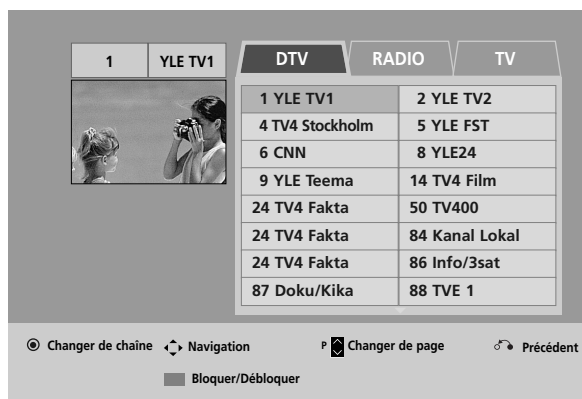 1 YLE TV1
DTV RADIO TV
1 YLE TV1 2 YLE TV2
4 TV4 Stockholm 5 YLE FST
6 CNN 8 YLE24
9 YLE Teema 14 TV4 Film
24 TV4 Fakta 50 TV400
24 TV4 Fakta 84 Kanal Lokal
24 TV4 Fakta 86 Info/3sat
87 Doku/Kika 88 TVE 1
Changer de chaîne Navigation P Changer de page Précédent
Bloquer/Débloquer